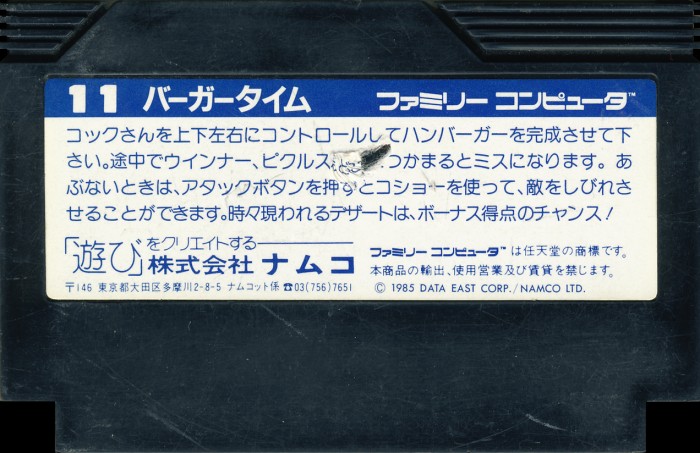 11 バーガータイム ファミリー コンピュータ™
コックさんを上下左右にコントロールしてハンバーガーを完成させて下
さい。途中でウインナー、ピクルス つかまるとミスになります。あ
ぶないときは、アタックボタンを押すとコショーを使って、敵をしびれさ
せることができます。時々現われるデザートは、ボーナス得点のチャンス!
「遊び」をクリエイトする
株式会社 ナムコ
〒146 東京都大田区多摩川2-8-5 ナムコット係 ☎03(756)7651
ファミリー コンピュータ™ は任天堂の商標です。
本商品の輸出、使用営業及び賃貸を禁じます。
© 1985 DATA EAST CORP./NAMCO LTD.